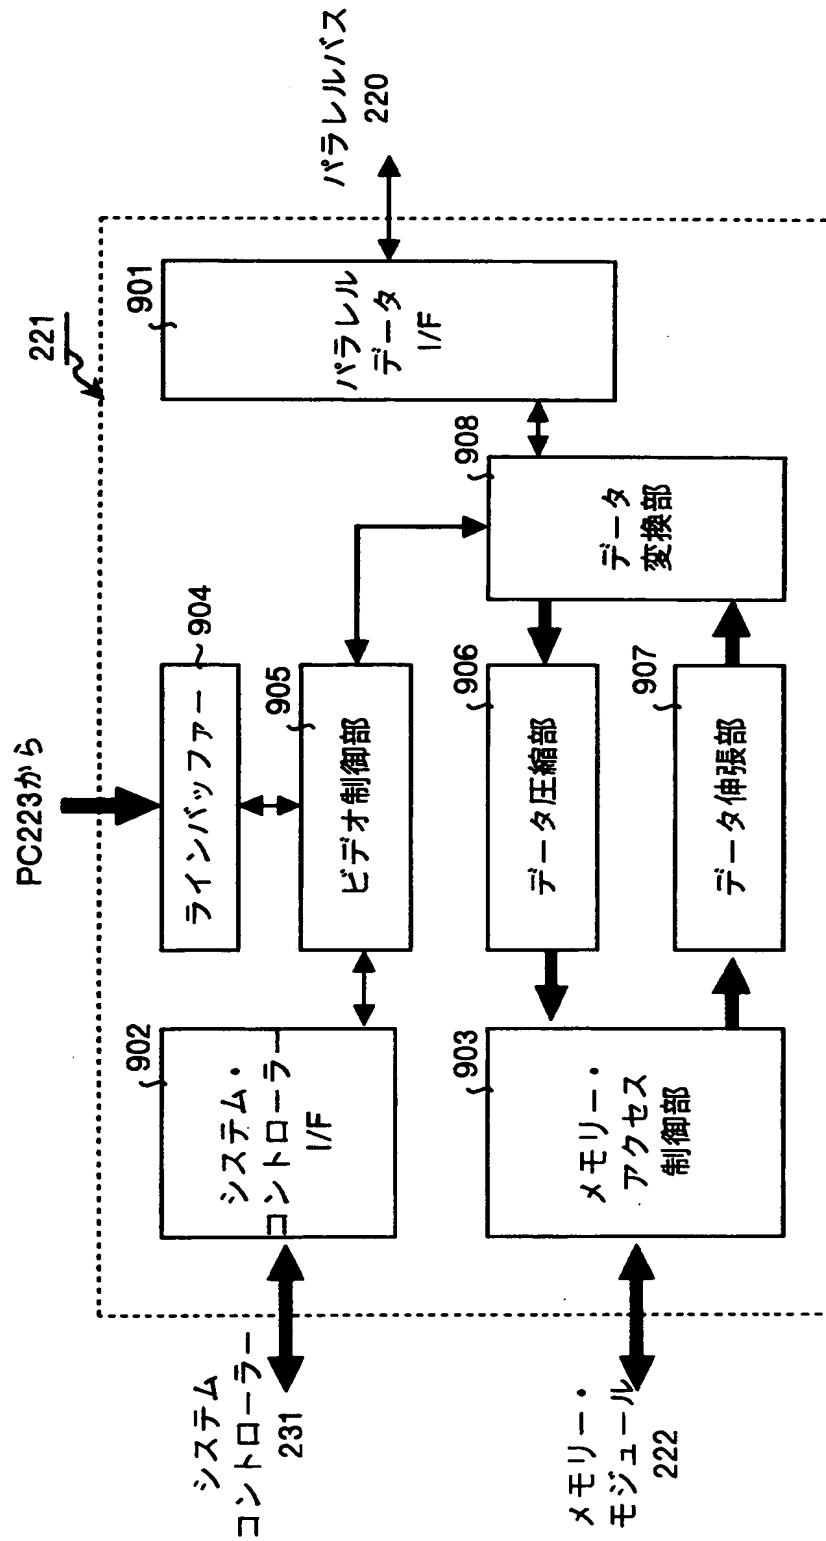 PC223から
221
システム
コントローラー
231
902
システム・
コントローラー
I/F
ラインバッファー
904
905
ビデオ制御部
901
パラレル
データ
I/F
パラレルバス
220
メモリー・
モジュール
222
903
メモリー・
アクセス
制御部
906
データ圧縮部
907
データ伸張部
908
データ
変換部